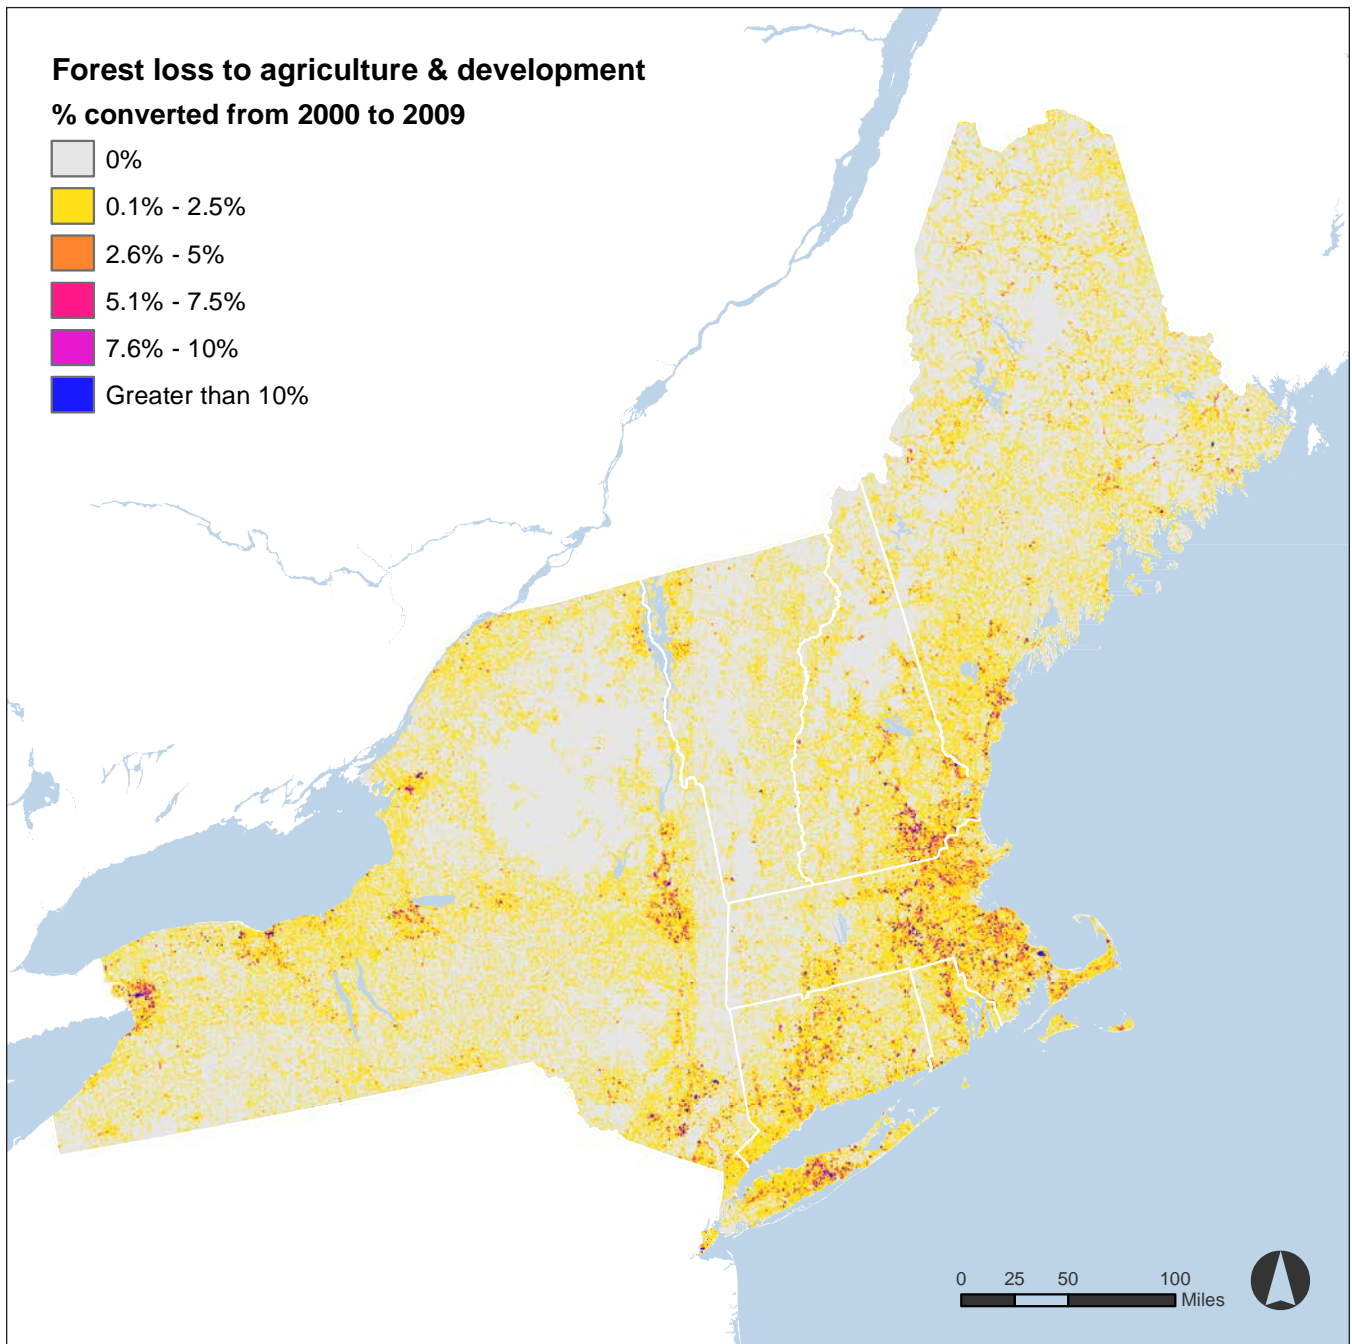 Forest loss to agriculture & development
% converted from 2000 to 2009
0%
0.1% - 2.5%
2.6% - 5%
5.1% - 7.5%
7.6% - 10%
Greater than 10%
0 25 50 100
Miles